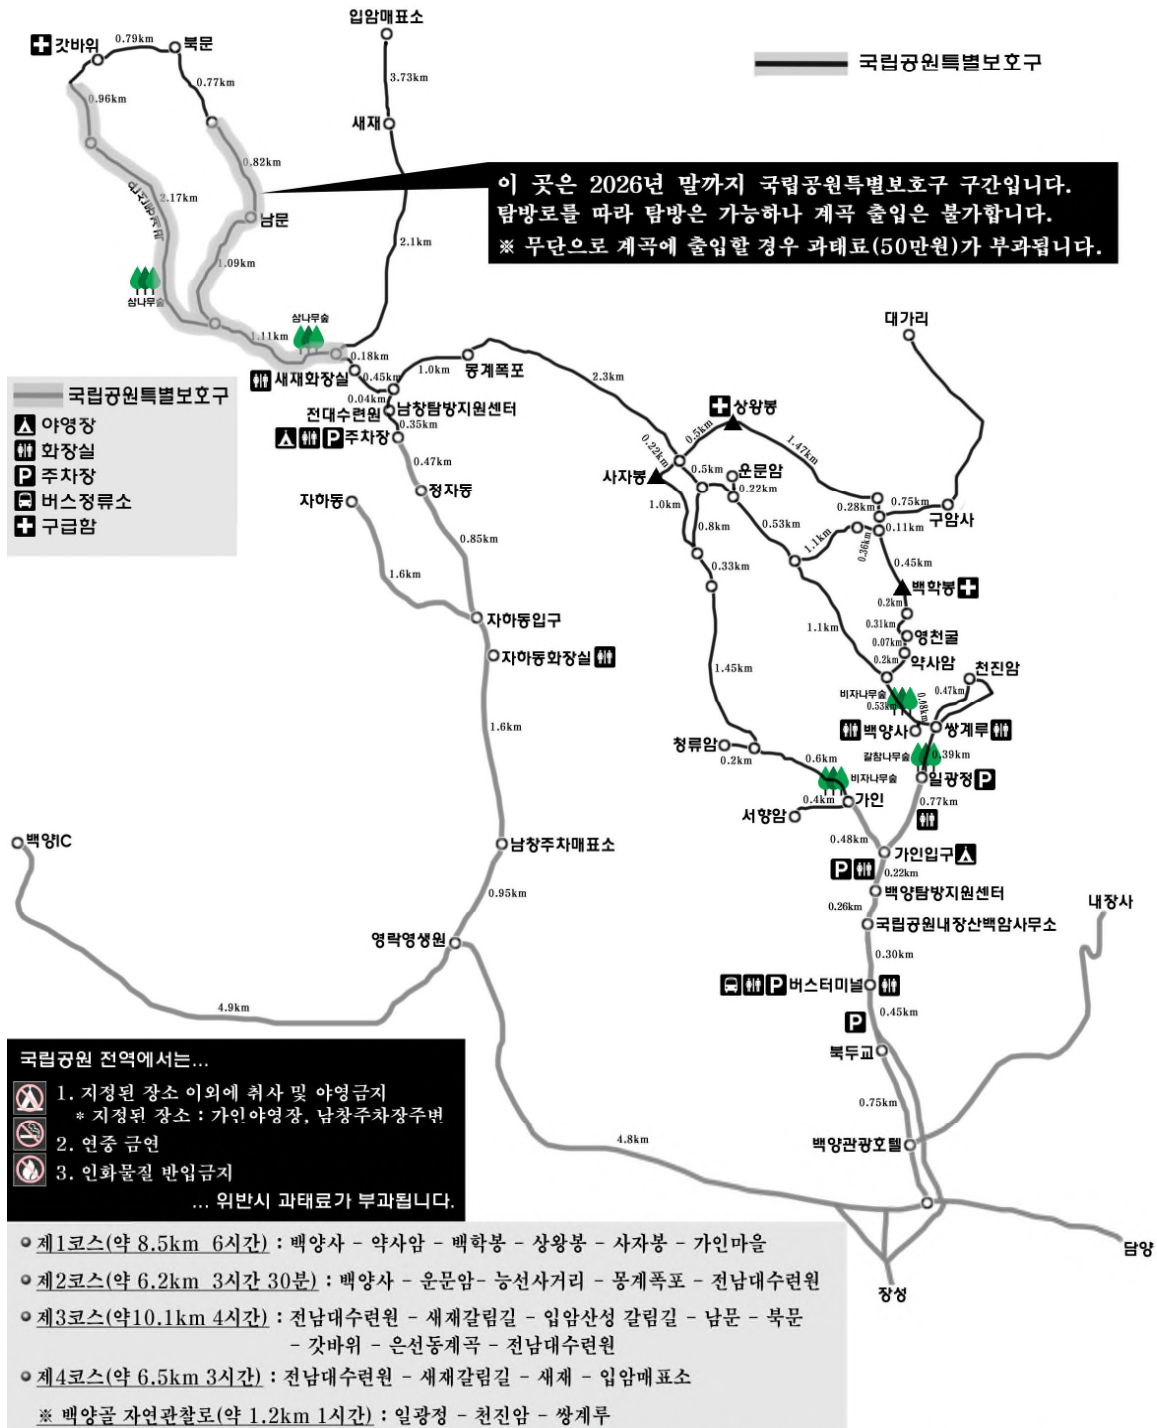 입암매표소
갓바위
0.79km
북문
0.77km
3.73km
국립공원특별보호구
0.96km
새재
0.82km
이 곳은 2026년 말까지 국립공원특별보호구 구간입니다.
탐방로를 따라 탐방은 가능하나 계곡 출입은 불가합니다.
※ 무단으로 계곡에 출입할 경우 과태료(50만원)가 부과됩니다.
2.17km
남문
2.1km
1.09km
삼나무숲
삼나무숲
1.11km
0.18km
대가리
새재화장실
0.45km
1.0km
몽계폭포
2.3km
0.04km
국립공원특별보호구
야영장
화장실
P 주차장
버스정류소
구급함
전대수련원
남창탐방지원센터
0.35km
P 주차장
0.47km
정자동
자하동
0.85km
1.6km
자하동입구
자하동화장실
1.6km
상왕봉
0.5km
0.22km
1.47km
사자봉
0.5km
운문암
0.22km
1.0km
0.8km
0.53km
0.28km
0.75km
구암사
0.11km
1.1km
0.36km
0.45km
0.33km
백학봉
0.2km
0.31km
영천굴
0.07km
1.1km
0.2km
약사암
천진암
1.45km
비자나무숲
0.53km
0.47km
백양사
쌍계루
청류암
0.2km
0.6km
갈참나무숲
0.39km
비자나무숲
일광정 P
0.4km
가인
0.77km
서향암
0.48km
가인입구
P
0.22km
백양탐방지원센터
0.26km
국립공원내장산백암사무소
내장사
0.30km
P 버스터미널
0.45km
P
북두교
0.75km
백양관광호텔
백양IC
남창주차매표소
0.95km
영락영생원
4.9km
4.8km
담양
장성
국립공원 전역에서는...
1. 지정된 장소 이외에 취사 및 야영금지
* 지정된 장소 : 가인야영장, 남창주차장주변
2. 연중 금연
3. 인화물질 반입금지
... 위반시 과태료가 부과됩니다.
제1코스(약 8.5km 6시간) : 백양사 - 약사암 - 백학봉 - 상왕봉 - 사자봉 - 가인마을
제2코스(약 6.2km 3시간 30분) : 백양사 - 운문암- 능선사거리 - 몽계폭포 - 전남대수련원
제3코스(약10.1km 4시간) : 전남대수련원 - 새재갈림길 - 입암산성 갈림길 - 남문 - 북문
- 갓바위 - 은선동계곡 - 전남대수련원
제4코스(약 6.5km 3시간) : 전남대수련원 - 새재갈림길 - 새재 - 입암매표소
※ 백양골 자연관찰로(약 1.2km 1시간) : 일광정 - 천진암 - 쌍계루